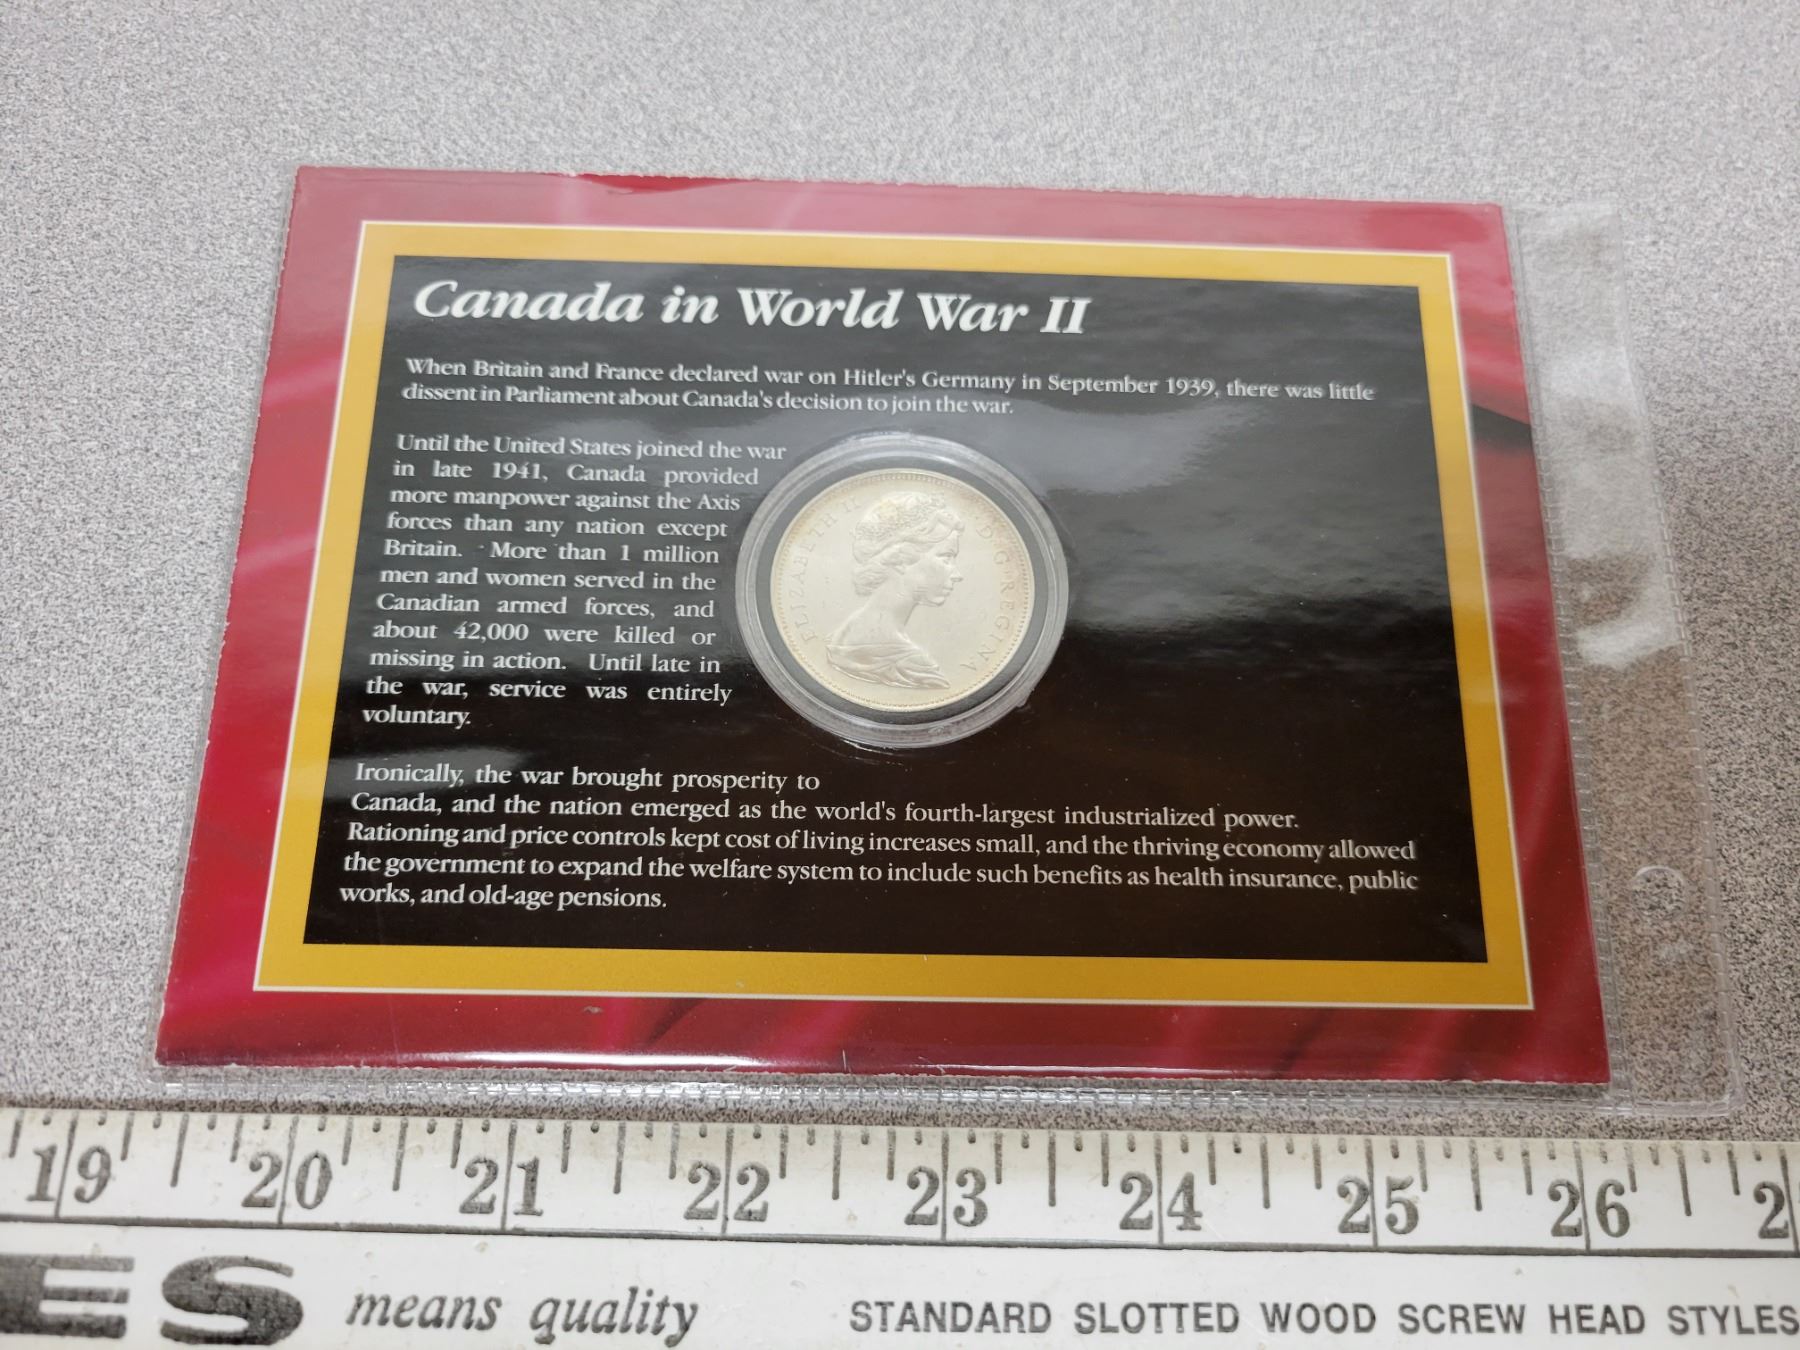 Canada in World War II
When Britain and France declared war on Hitler's Germany in September 1939, there was little
dissent in Parliament about Canada's decision to join the war.
Until the United States joined the war
in late 1941, Canada provided
more manpower against the Axis
forces than any nation except
Britain. More than 1 million
men and women served in the
Canadian armed forces, and
about 42,000 were killed or
missing in action. Until late in
the war, service was entirely
voluntary.
ELIZABETH II D·G·REGINA
Ironically, the war brought prosperity to
Canada, and the nation emerged as the world's fourth-largest industrialized power.
Rationing and price controls kept cost of living increases small, and the thriving economy allowed
the government to expand the welfare system to include such benefits as health insurance, public
works, and old-age pensions.
19 20 21 22 23 24 25 26 2
ES means quality STANDARD SLOTTED WOOD SCREW HEAD STYLES